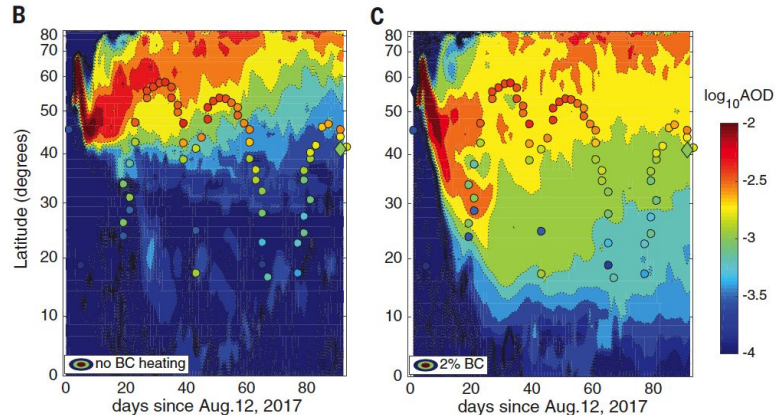 B
80
70
60
50
40
30
20
10
0
Latitude (degrees)
no BC heating
0 20 40 60 80
days since Aug.12, 2017
C
80
70
60
50
40
30
20
10
0
2% BC
0 20 40 60 80
days since Aug.12, 2017
log10AOD
-2
-2.5
-3
-3.5
-4